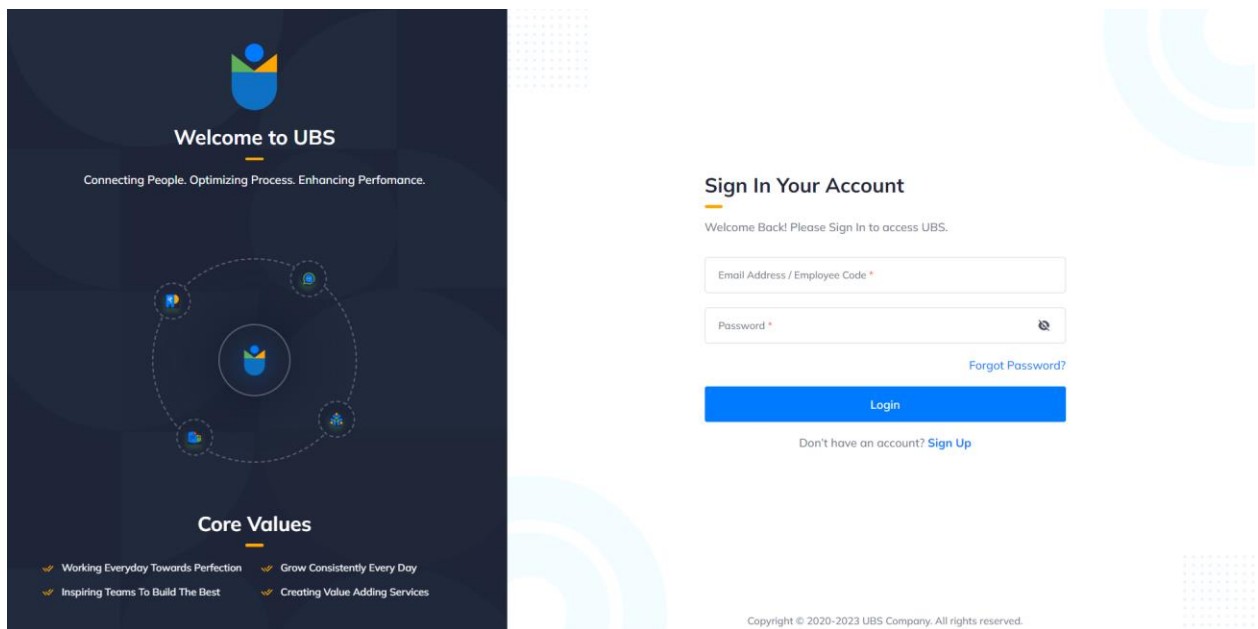 Welcome to UBS
Connecting People. Optimizing Process. Enhancing Perfomance.
Core Values
Working Everyday Towards Perfection
Grow Consistently Every Day
Inspiring Teams To Build The Best
Creating Value Adding Services
Sign In Your Account
Welcome Back! Please Sign In to access UBS.
Email Address / Employee Code *
Password *
Forgot Password?
Login
Don't have an account? Sign Up
Copyright © 2020-2023 UBS Company. All rights reserved.